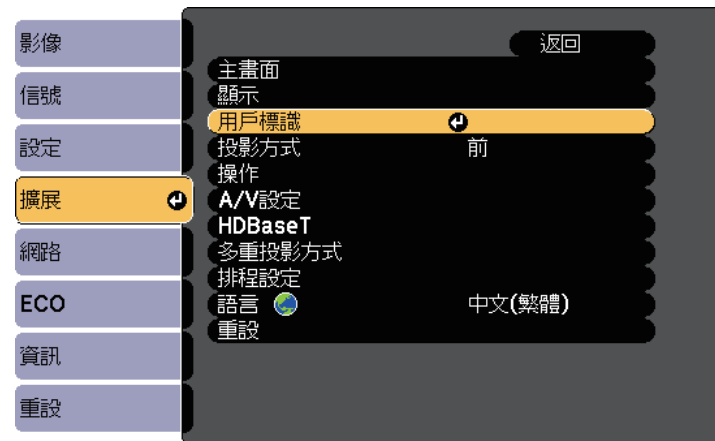 影像
信號
設定
擴展
網路
ECO
資訊
重設
返回
主畫面
顯示
用戶標識
投影方式 前
操作
A/V設定
HDBaseT
多重投影方式
排程設定
語言 中文(繁體)
重設